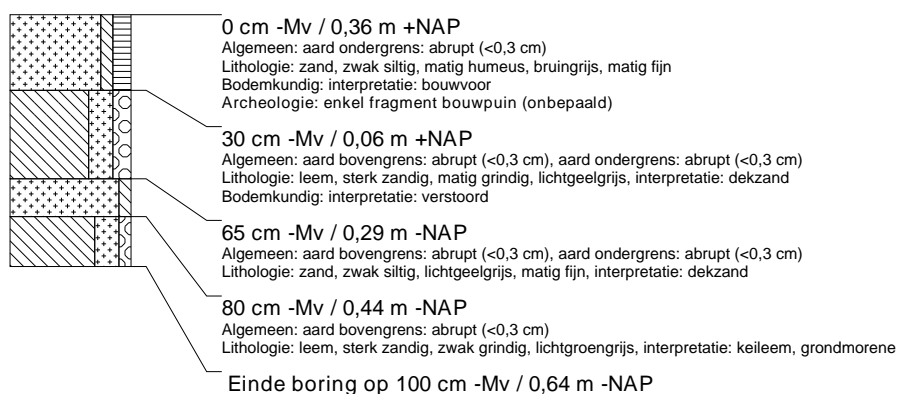 0 cm -Mv / 0,36 m +NAP
Algemeen: aard ondergrens: abrupt (<0,3 cm)
Lithologie: zand, zwak siltig, matig humeus, bruingrijs, matig fijn
Bodemkundig: interpretatie: bouwvoor
Archeologie: enkel fragment bouwpuin (onbepaald)
30 cm -Mv / 0,06 m +NAP
Algemeen: aard bovengrens: abrupt (<0,3 cm), aard ondergrens: abrupt (<0,3 cm)
Lithologie: leem, sterk zandig, matig grindig, lichtgeelgrijs, interpretatie: dekzand
Bodemkundig: interpretatie: verstoord
65 cm -Mv / 0,29 m -NAP
Algemeen: aard bovengrens: abrupt (<0,3 cm), aard ondergrens: abrupt (<0,3 cm)
Lithologie: zand, zwak siltig, lichtgeelgrijs, matig fijn, interpretatie: dekzand
80 cm -Mv / 0,44 m -NAP
Algemeen: aard bovengrens: abrupt (<0,3 cm)
Lithologie: leem, sterk zandig, zwak grindig, lichtgroengrijs, interpretatie: keileem, grondmorene
Einde boring op 100 cm -Mv / 0,64 m -NAP